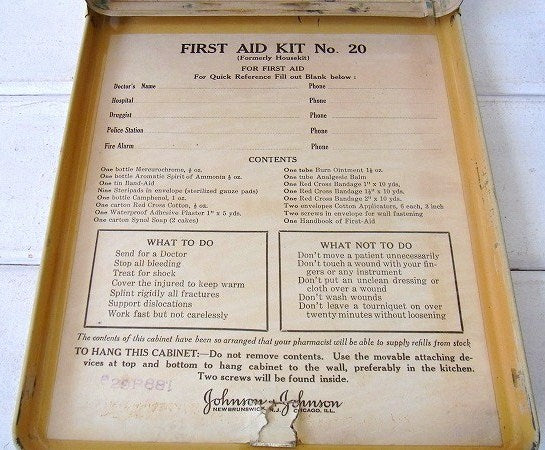 FIRST AID KIT No. 20
(Formerly Housekit)
FOR FIRST AID
For Quick Reference Fill out Blank below :
Doctor's Name Phone
Hospital Phone
Druggist Phone
Police Station Phone
Fire Alarm Phone
CONTENTS
One bottle Mercurochrome, ½ oz.
One bottle Aromatic Spirit of Ammonia ½ oz.
One tin Band-Aid
Nine Steripads in envelope (sterilized gauze pads)
One bottle Camphenol, 1 oz.
One carton Red Cross Cotton, ½ oz.
One Waterproof Adhesive Plaster 1" x 5 yds.
One carton Synol Soap (2 cakes)
One tube Burn Ointment 1½ oz.
One tube Analgesic Balm
One Red Cross Bandage 1" x 10 yds.
One Red Cross Bandage 1½" x 10 yds.
One Red Cross Bandage 2" x 10 yds.
Two envelopes Cotton Applicators, 6 each, 3 inch
Two screws in envelope for wall fastening
One Handbook of First-Aid
WHAT TO DO
Send for a Doctor
Stop all bleeding
Treat for shock
Cover the injured to keep warm
Splint rigidly all fractures
Support dislocations
Work fast but not carelessly
WHAT NOT TO DO
Don't move a patient unnecessarily
Don't touch a wound with your fin-
gers or any instrument
Don't put an unclean dressing or
cloth over a wound
Don't wash wounds
Don't leave a tourniquet on over
twenty minutes without loosening
The contents of this cabinet have been so arranged that your pharmacist will be able to supply refills from stock
TO HANG THIS CABINET:—Do not remove contents. Use the movable attaching de-
vices at top and bottom to hang cabinet to the wall, preferably in the kitchen.
Two screws will be found inside.
Johnson & Johnson
NEW BRUNSWICK, N.J. CHICAGO, ILL.